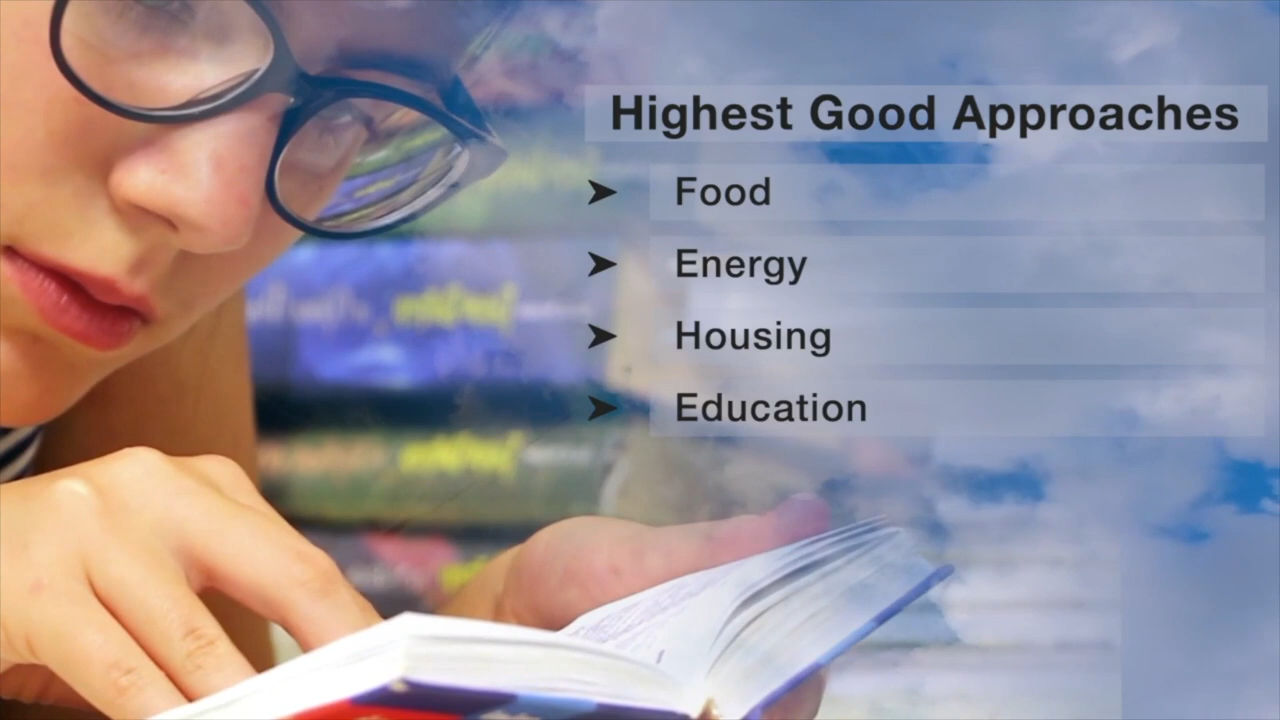 Highest Good Approaches
➤ Food
➤ Energy
➤ Housing
➤ Education